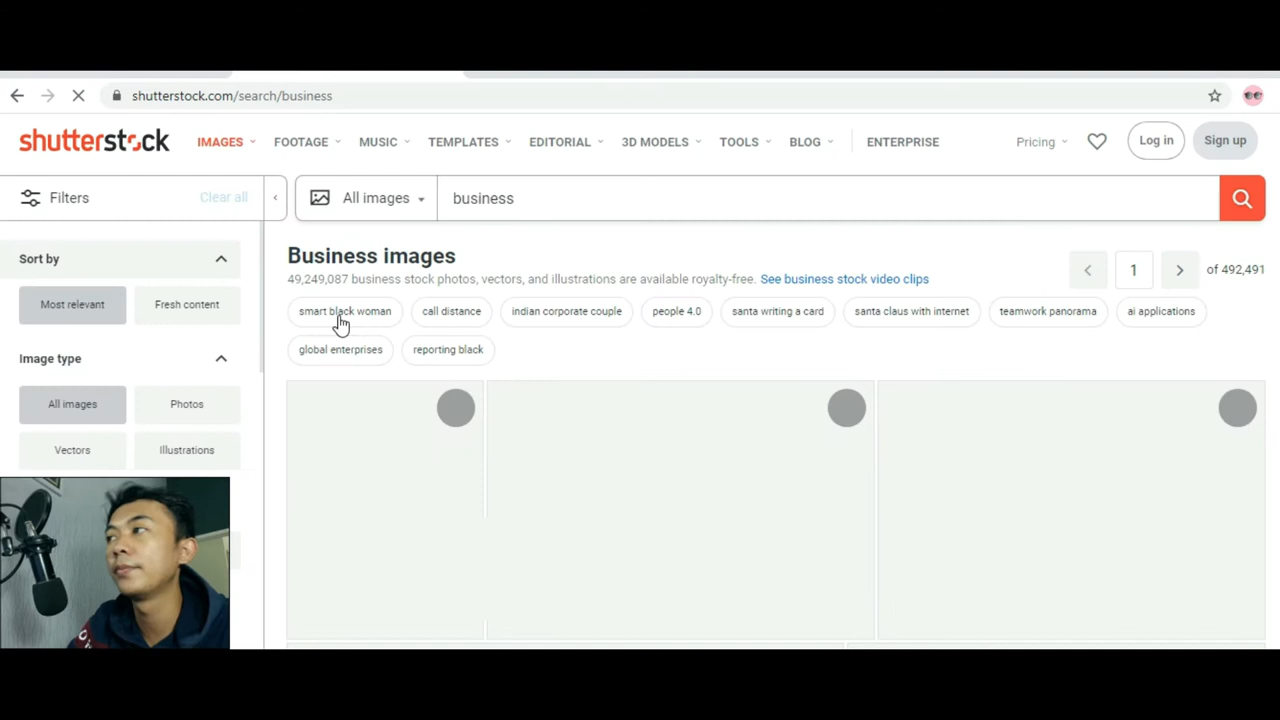 shutterstock.com/search/business
shutterstock IMAGES FOOTAGE MUSIC TEMPLATES EDITORIAL 3D MODELS TOOLS BLOG ENTERPRISE Pricing Log in Sign up
Filters Clear all All images business
Business images
49,249,087 business stock photos, vectors, and illustrations are available royalty-free. See business stock video clips
1 of 492,491
Sort by
Most relevant Fresh content
smart black woman call distance indian corporate couple people 4.0 santa writing a card santa claus with internet teamwork panorama ai applications
global enterprises reporting black
Image type
All images Photos
Vectors Illustrations